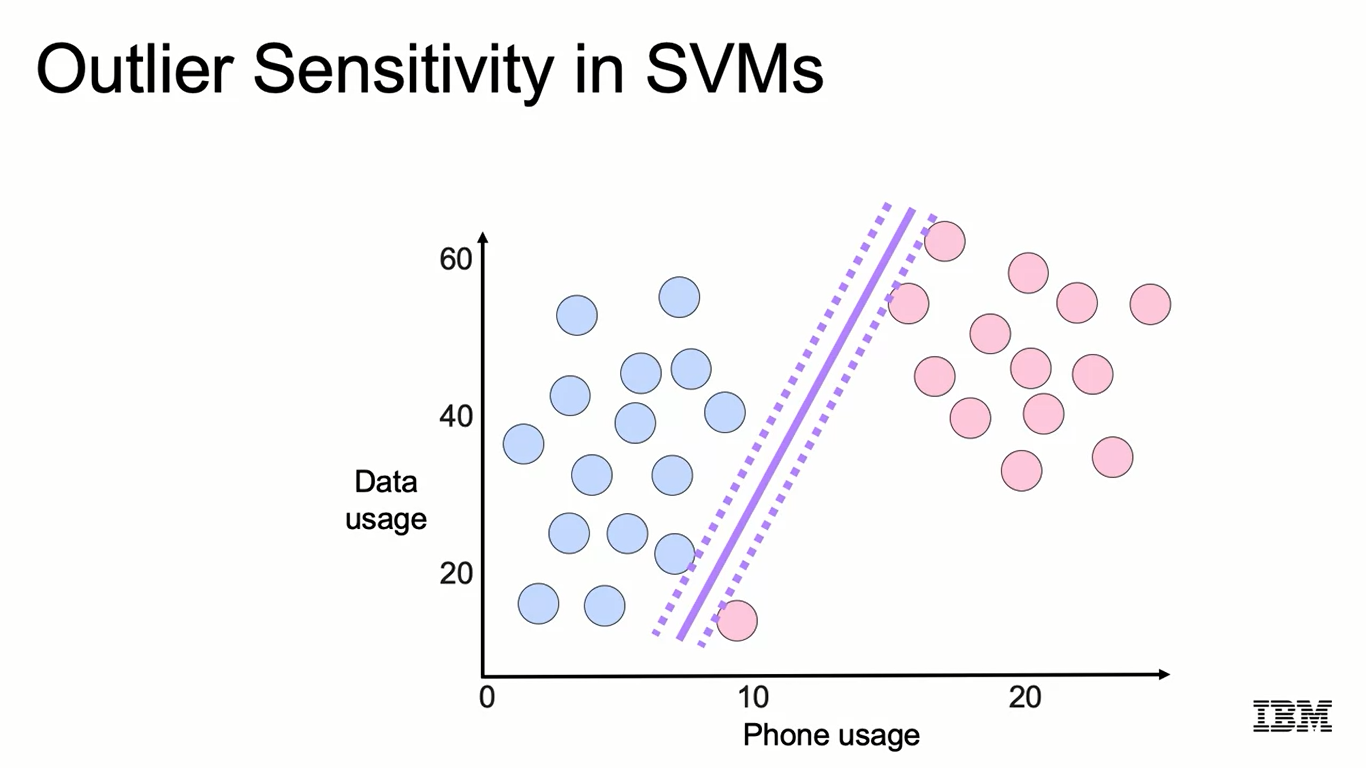 Outlier Sensitivity in SVMs
60
40
Data
usage
20
0
10
20
Phone usage
IBM